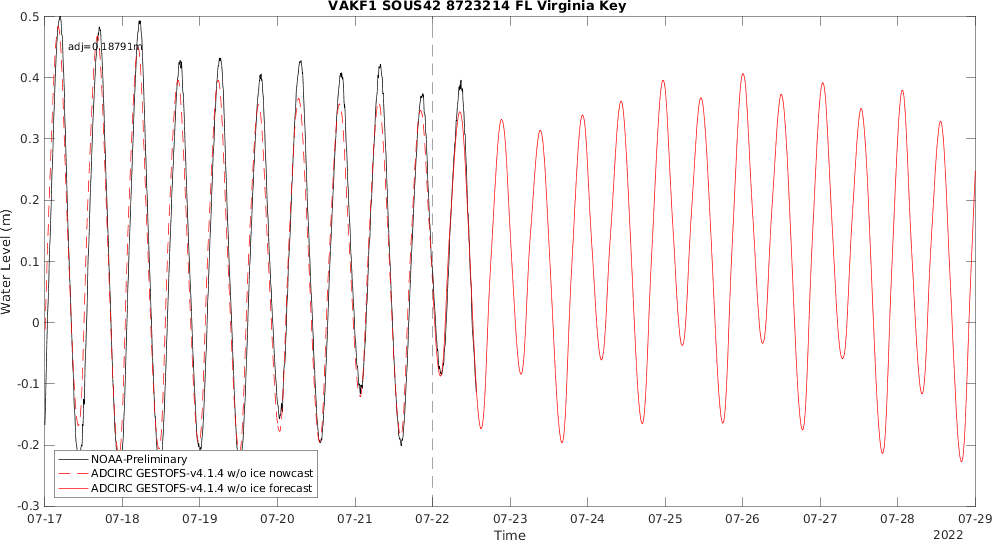 VAKF1 SOUS42 8723214 FL Virginia Key
adj=0.18791m
Water Level (m)
0.5
0.4
0.3
0.2
0.1
0
-0.1
-0.2
-0.3
NOAA-Preliminary
ADCIRC GESTOFS-v4.1.4 w/o ice nowcast
ADCIRC GESTOFS-v4.1.4 w/o ice forecast
07-17 07-18 07-19 07-20 07-21 07-22 07-23 07-24 07-25 07-26 07-27 07-28 07-29
Time
2022